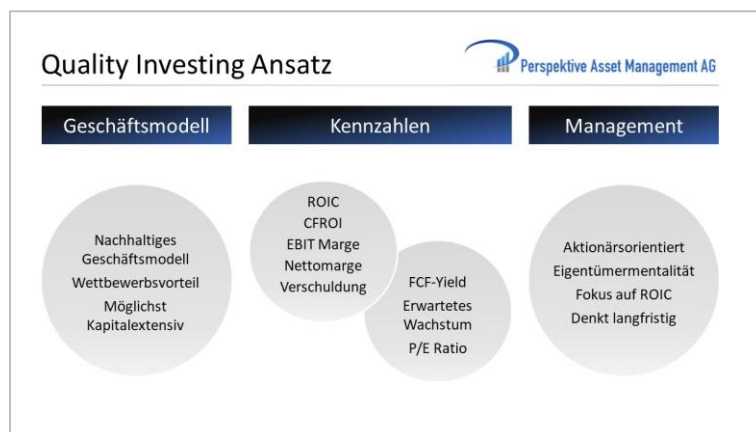 Quality Investing Ansatz
Perspektive Asset Management AG
Geschäftsmodell
Kennzahlen
Management
Nachhaltiges
Geschäftsmodell
Wettbewerbsvorteil
Möglichst
Kapitalextensiv
ROIC
CFROI
EBIT Marge
Nettomarge
Verschuldung
FCF-Yield
Erwartetes
Wachstum
P/E Ratio
Aktionärsorientiert
Eigentümermentalität
Fokus auf ROIC
Denkt langfristig